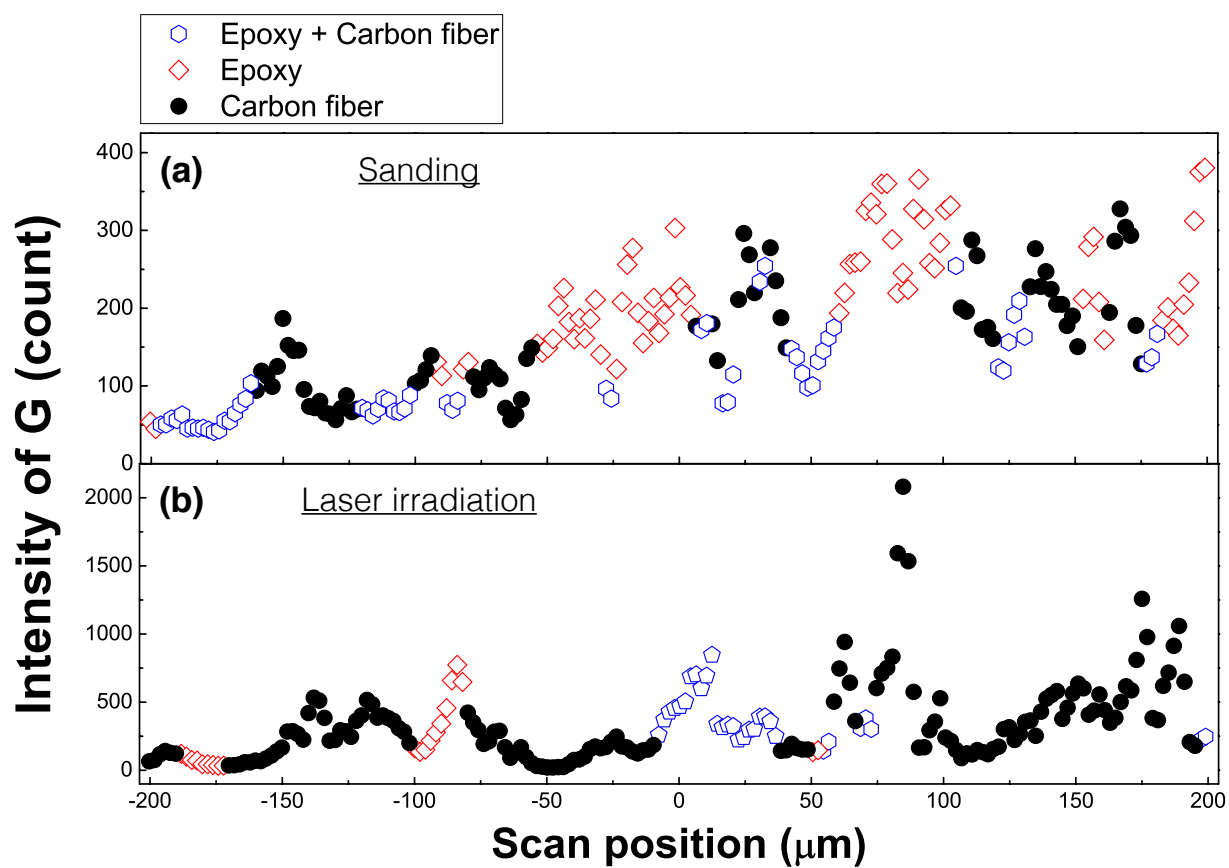 Epoxy + Carbon fiber
Epoxy
Carbon fiber
(a) Sanding
400
300
200
100
0
Intensity of G (count)
(b) Laser irradiation
2000
1500
1000
500
0
-200 -150 -100 -50 0 50 100 150 200
Scan position (μm)